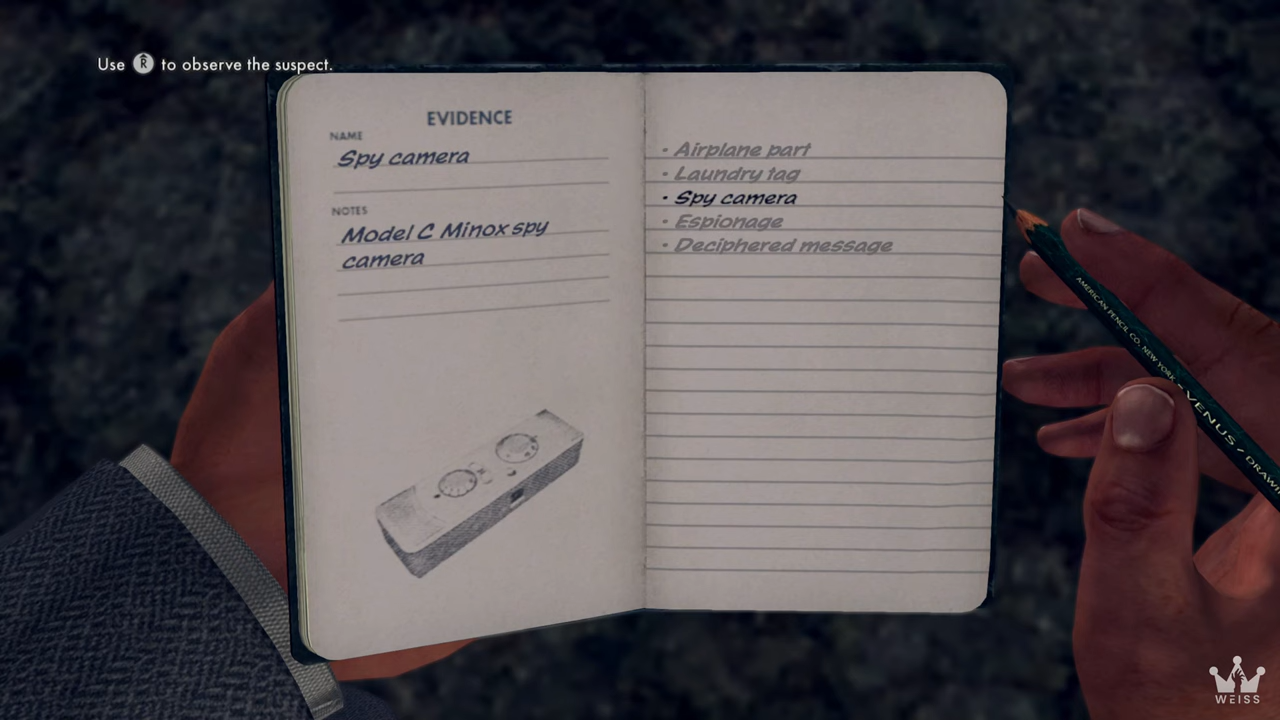 Use R to observe the suspect.
EVIDENCE
NAME
Spy camera
NOTES
Model C Minox spy
camera
• Airplane part
• Laundry tag
• Spy camera
• Espionage
• Deciphered message
AMERICAN PENCIL CO. NEW YORK VENUS / DRAWI
WEISS